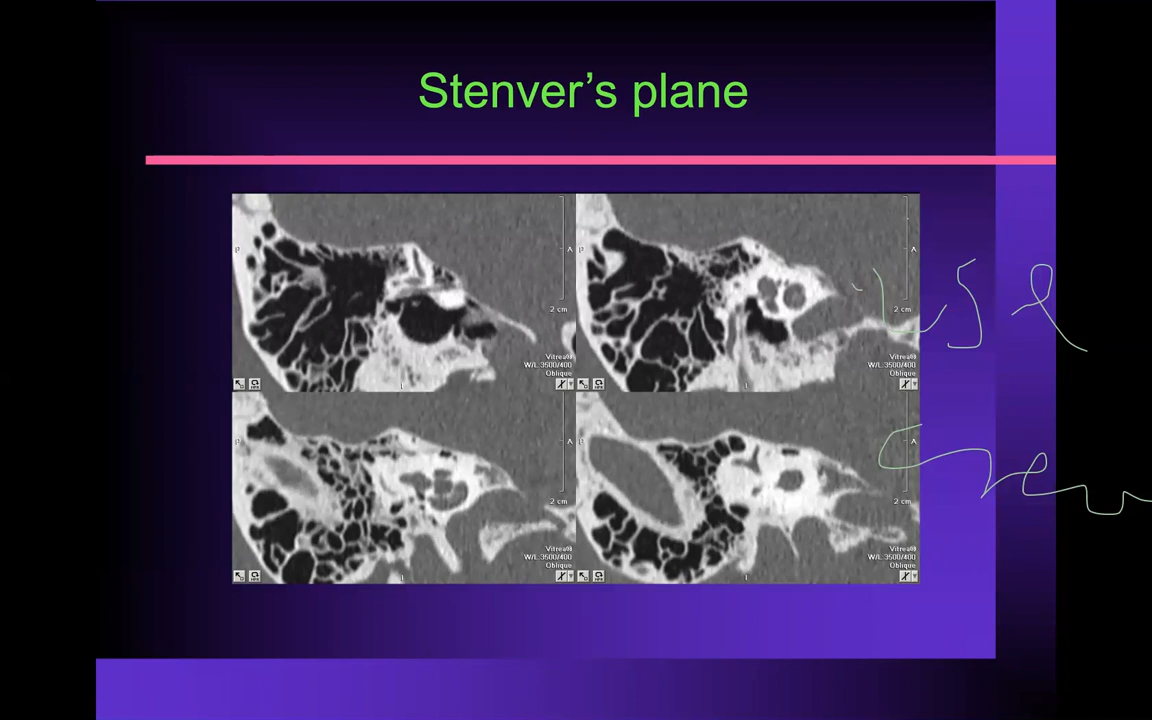 Stenver's plane
P
A
2 cm
Vitrea®
W/L:3500/400
Oblique
P
A
2 cm
Vitrea®
W/L:3500/400
Oblique
P
A
2 cm
Vitrea®
W/L:3500/400
Oblique
P
A
2 cm
Vitrea®
W/L:3500/400
Oblique